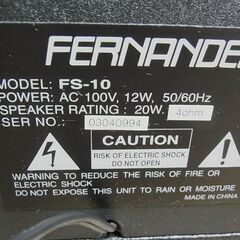 FERNANDE
MODEL: FS-10
POWER: AC 100V, 12W, 50/60Hz
SPEAKER RATING : 20W. 4ohm
SER NO.: 03040994
CAUTION
RISK OF ELECTRIC SHOCK
DO NOT OPEN
WARNING: TO REDUCE THE RISK OF FIRE OR
ELECTRIC SHOCK
DO NOT EXPOSE TO RAIN OR MOISTURE
MADE IN CHINA